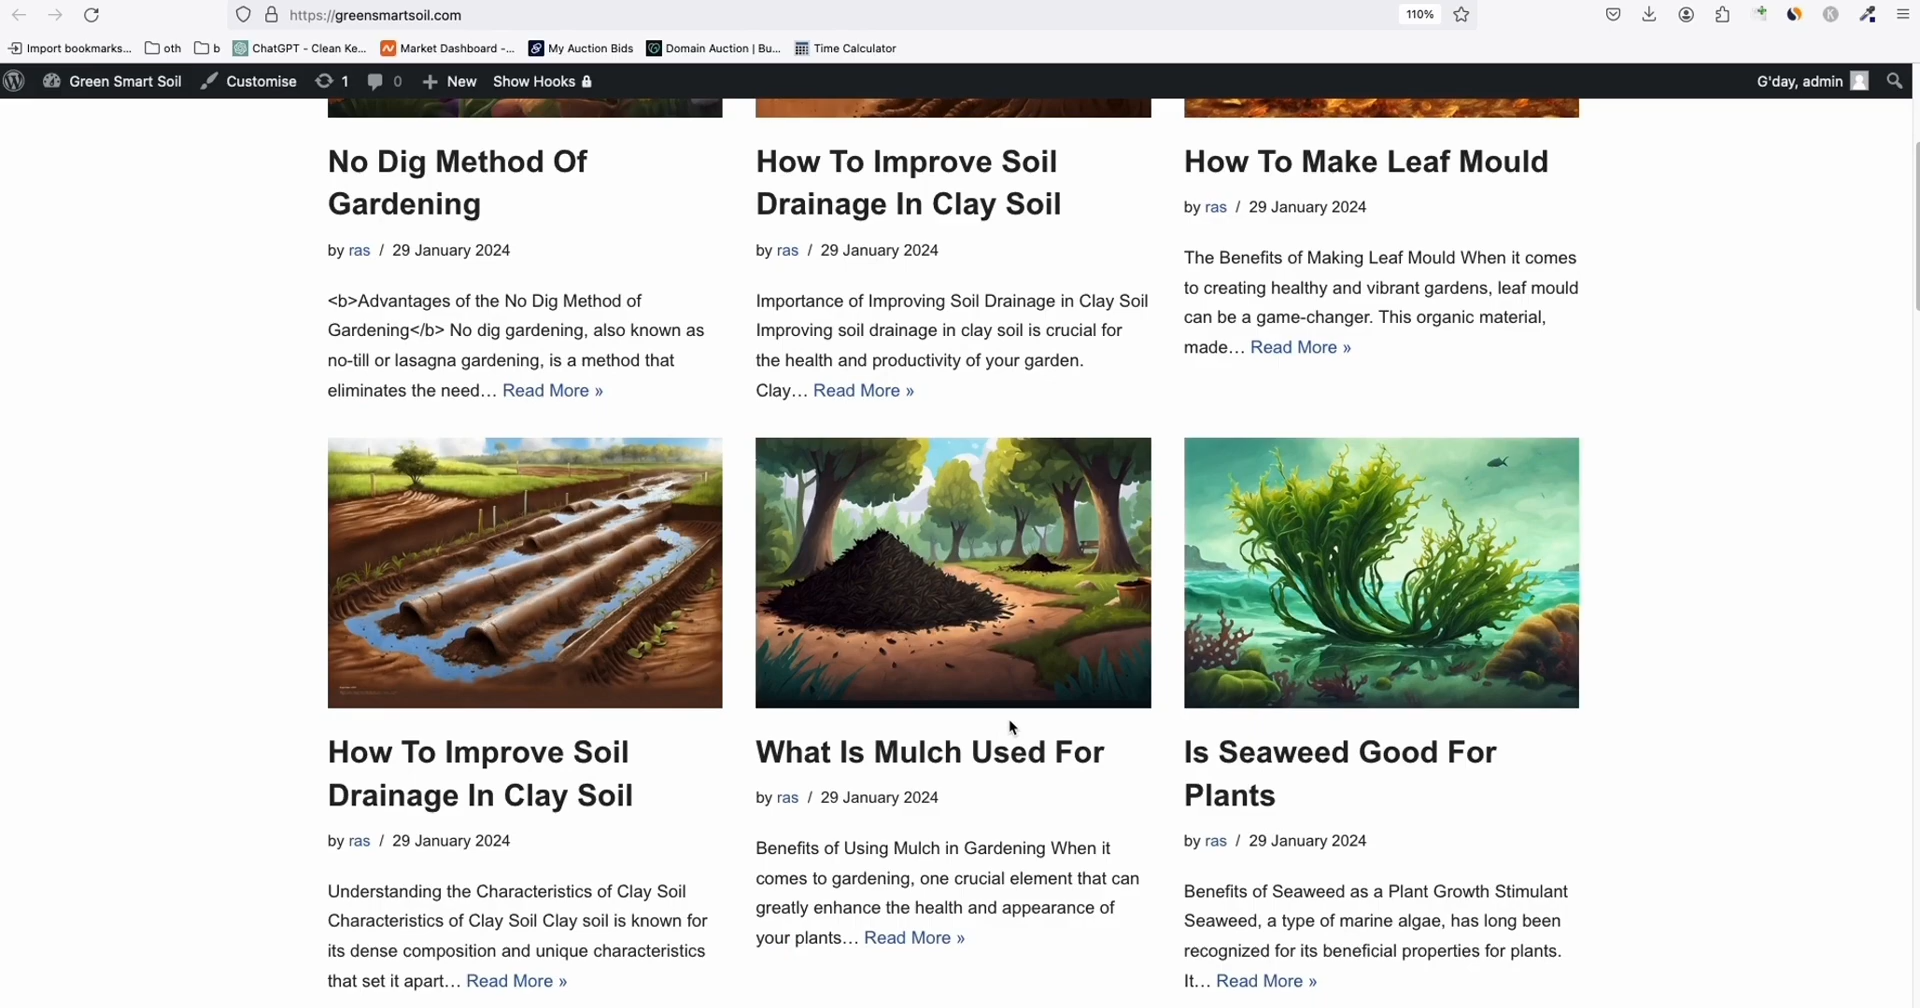 https://greensmartsoil.com
110%
Import bookmarks...
oth
b
ChatGPT - Clean Ke...
Market Dashboard -...
My Auction Bids
Domain Auction | Bu...
Time Calculator
Green Smart Soil
Customise
1
0
New
Show Hooks
G'day, admin
No Dig Method Of
Gardening
by ras / 29 January 2024
<b>Advantages of the No Dig Method of
Gardening</b> No dig gardening, also known as
no-till or lasagna gardening, is a method that
eliminates the need… Read More »
How To Improve Soil
Drainage In Clay Soil
by ras / 29 January 2024
Importance of Improving Soil Drainage in Clay Soil
Improving soil drainage in clay soil is crucial for
the health and productivity of your garden.
Clay… Read More »
How To Make Leaf Mould
by ras / 29 January 2024
The Benefits of Making Leaf Mould When it comes
to creating healthy and vibrant gardens, leaf mould
can be a game-changer. This organic material,
made… Read More »
How To Improve Soil
Drainage In Clay Soil
by ras / 29 January 2024
Understanding the Characteristics of Clay Soil
Characteristics of Clay Soil Clay soil is known for
its dense composition and unique characteristics
that set it apart… Read More »
What Is Mulch Used For
by ras / 29 January 2024
Benefits of Using Mulch in Gardening When it
comes to gardening, one crucial element that can
greatly enhance the health and appearance of
your plants… Read More »
Is Seaweed Good For
Plants
by ras / 29 January 2024
Benefits of Seaweed as a Plant Growth Stimulant
Seaweed, a type of marine algae, has long been
recognized for its beneficial properties for plants.
It… Read More »